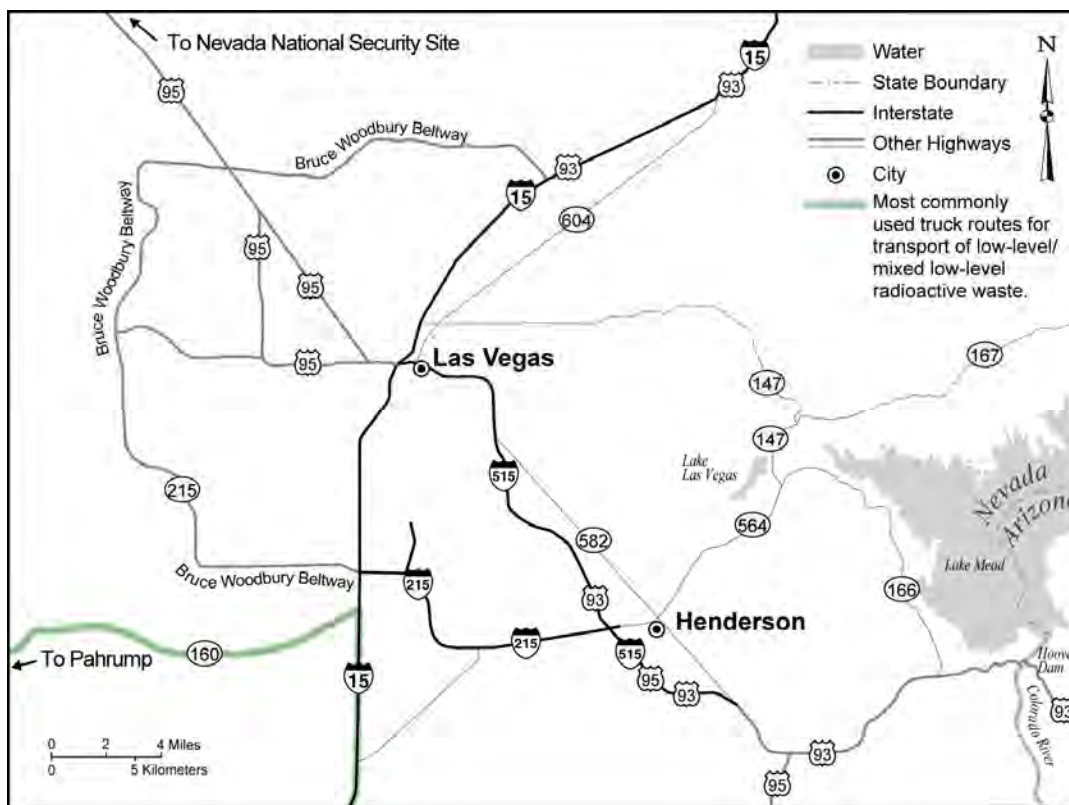 To Nevada National Security Site
95
Bruce Woodbury Beltway
15
93
Water
State Boundary
Interstate
Other Highways
City
Most commonly
used truck routes for
transport of low-level/
mixed low-level
radioactive waste.
N
93
15
604
Bruce Woodbury Beltway
95
95
95
Las Vegas
147
167
147
Lake
Las Vegas
Nevada
Arizona
515
215
582
564
Lake Mead
Bruce Woodbury Beltway
215
93
166
160
To Pahrump
215
Henderson
515
95
93
Hoove
Dam
15
93
93
Colorado River
95
0 2 4 Miles
0 5 Kilometers